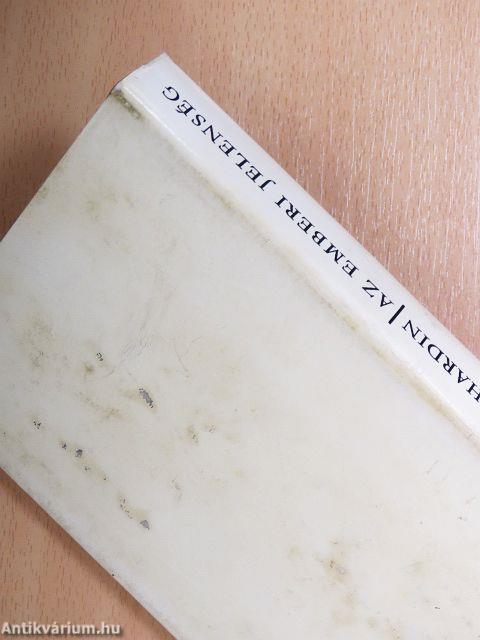 HARDIN | AZ EMBERI JELENSÉG
Antikvárium.hu